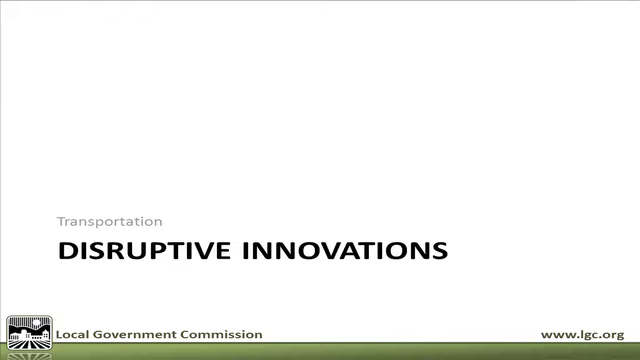 Transportation
DISRUPTIVE INNOVATIONS
Local Government Commission
www.lgc.org